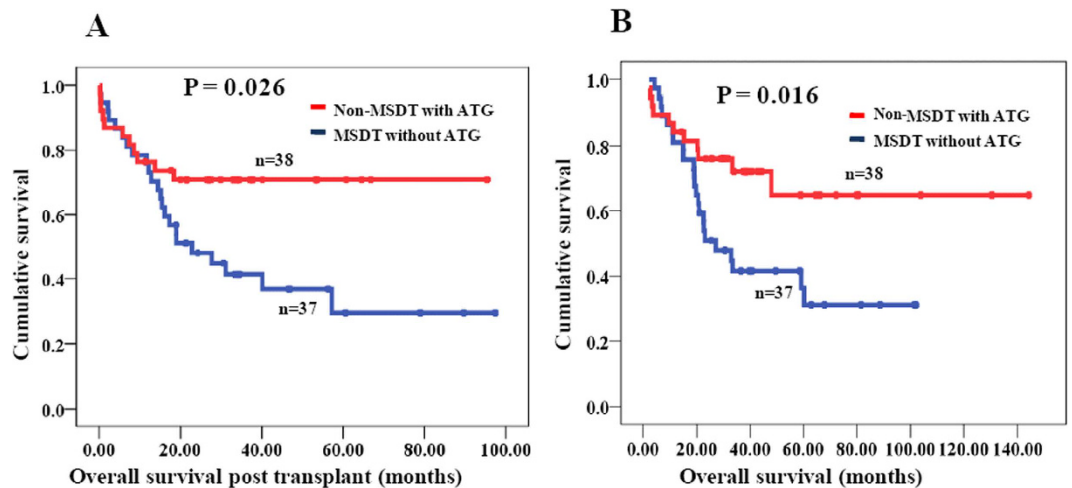 A
P = 0.026
Non-MSDT with ATG
MSDT without ATG
n=38
n=37
1.0
0.8
0.6
0.4
0.2
0.0
Cumulative survival
0.00 20.00 40.00 60.00 80.00 100.00
Overall survival post transplant (months)
B
P = 0.016
Non-MSDT with ATG
MSDT without ATG
n=38
n=37
1.0
0.8
0.6
0.4
0.2
0.0
Cumulative survival
0.00 20.00 40.00 60.00 80.00 100.00 120.00 140.00
Overall survival (months)